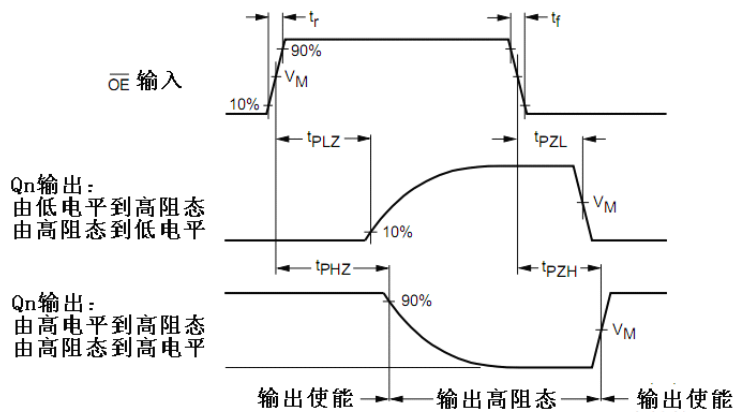 tr
tf
90%
VM
OE 输入
10%
tPLZ
tPZL
Qn输出：
由低电平到高阻态
由高阻态到低电平
VM
10%
tPHZ
tPZH
Qn输出：
由高电平到高阻态
由高阻态到高电平
90%
VM
输出使能
输出高阻态
输出使能